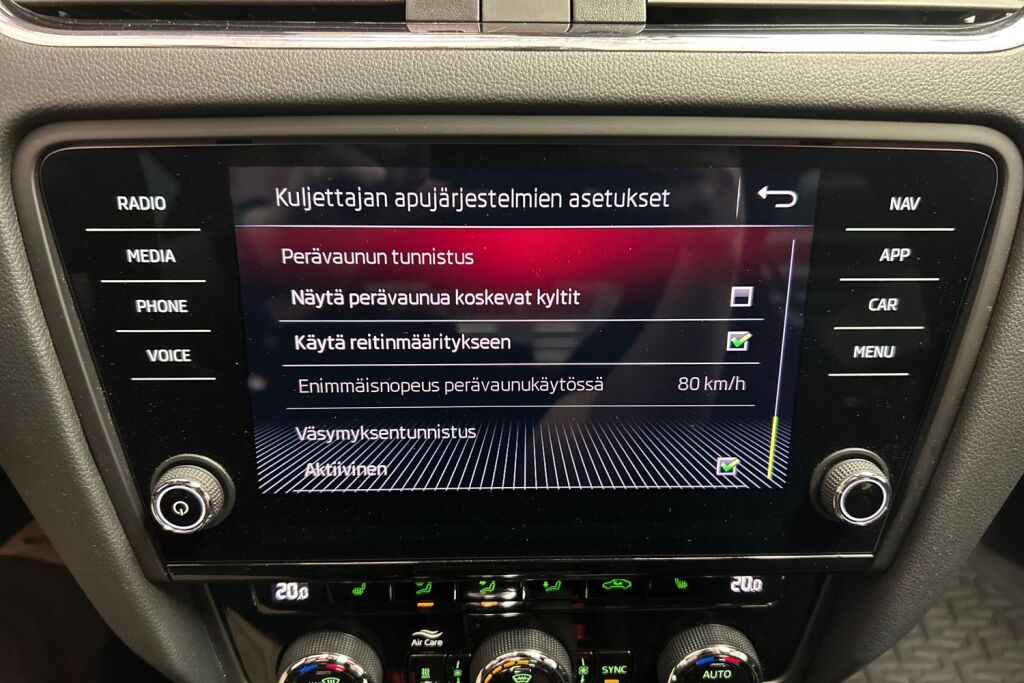 RADIO
MEDIA
PHONE
VOICE
Kuljettajan apujärjestelmien asetukset
Perävaunun tunnistus
Näytä perävaunua koskevat kyltit
Käytä reitinmääritykseen
Enimmäisnopeus perävaunukäytössä 80 km/h
Väsymyksentunnistus
Aktiivinen
NAV
APP
CAR
MENU
20.0
20.0
Air Care
SYNC
AUTO